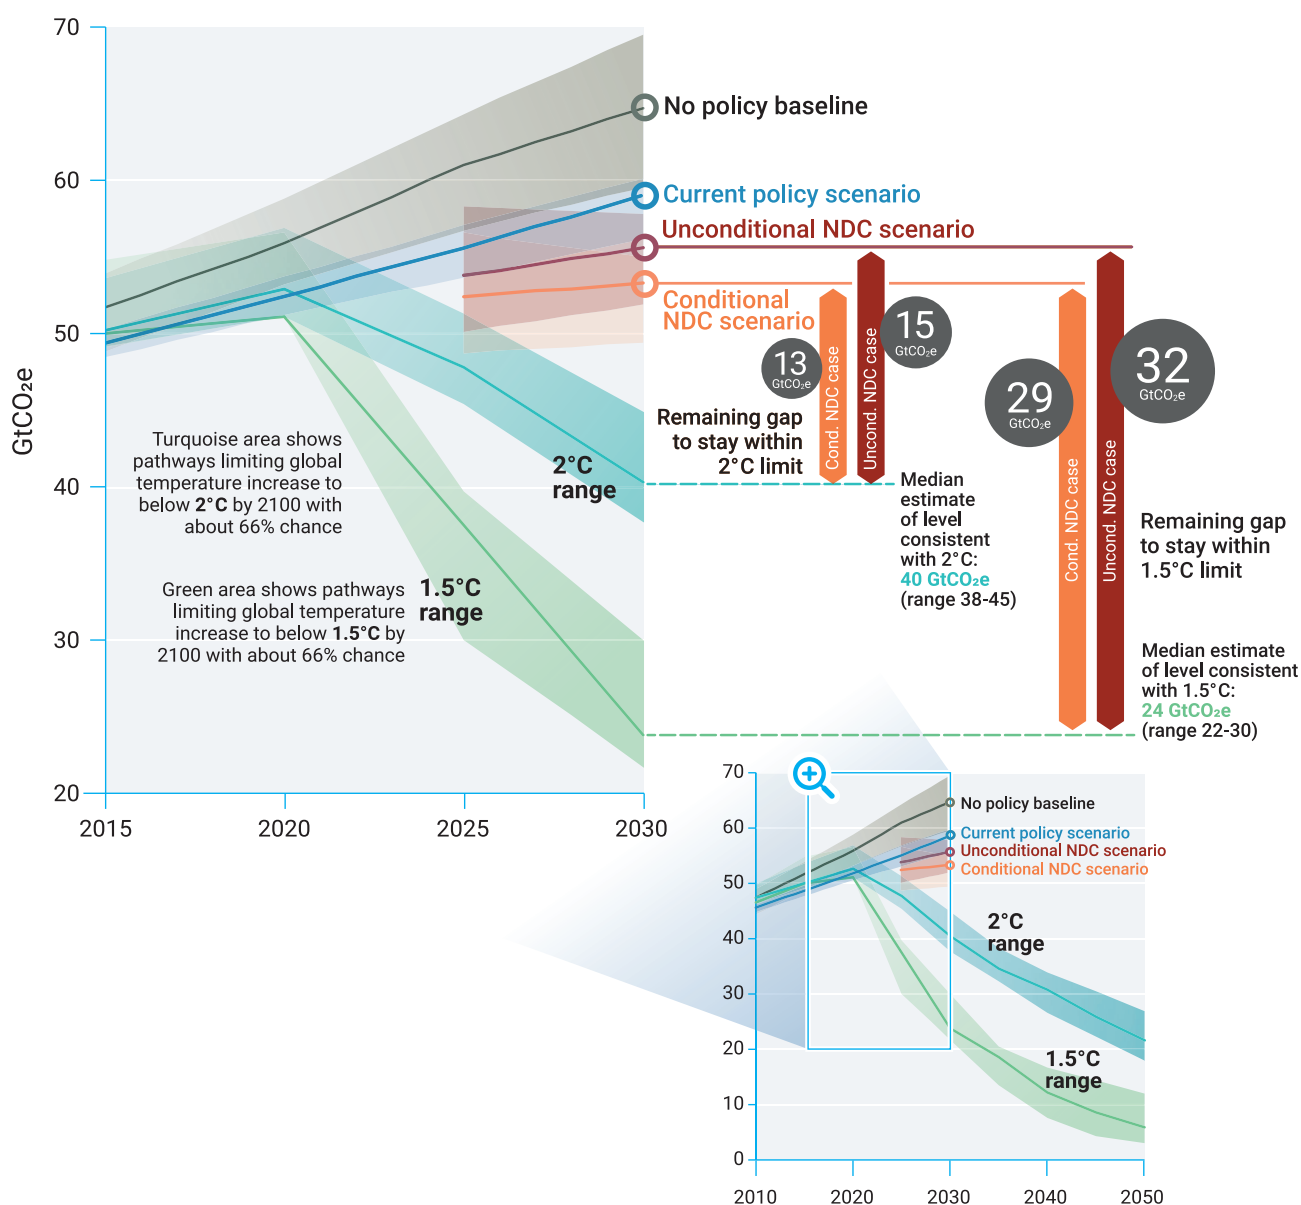 70
60
50
40
30
20
GtCO₂e
2015
2020
2025
2030
No policy baseline
Current policy scenario
Unconditional NDC scenario
Conditional
NDC scenario
Turquoise area shows
pathways limiting global
temperature increase to
below 2°C by 2100 with
about 66% chance
Green area shows pathways
limiting global temperature
increase to below 1.5°C by
2100 with about 66% chance
2°C
range
1.5°C
range
13
GtCO₂e
15
GtCO₂e
Cond. NDC case
Uncond. NDC case
Remaining gap
to stay within
2°C limit
Median
estimate
of level
consistent
with 2°C:
40 GtCO₂e
(range 38-45)
29
GtCO₂e
32
GtCO₂e
Cond. NDC case
Uncond. NDC case
Remaining gap
to stay within
1.5°C limit
Median estimate
of level consistent
with 1.5°C:
24 GtCO₂e
(range 22-30)
70
60
50
40
30
20
10
0
2010
2020
2030
2040
2050
No policy baseline
Current policy scenario
Unconditional NDC scenario
Conditional NDC scenario
2°C
range
1.5°C
range